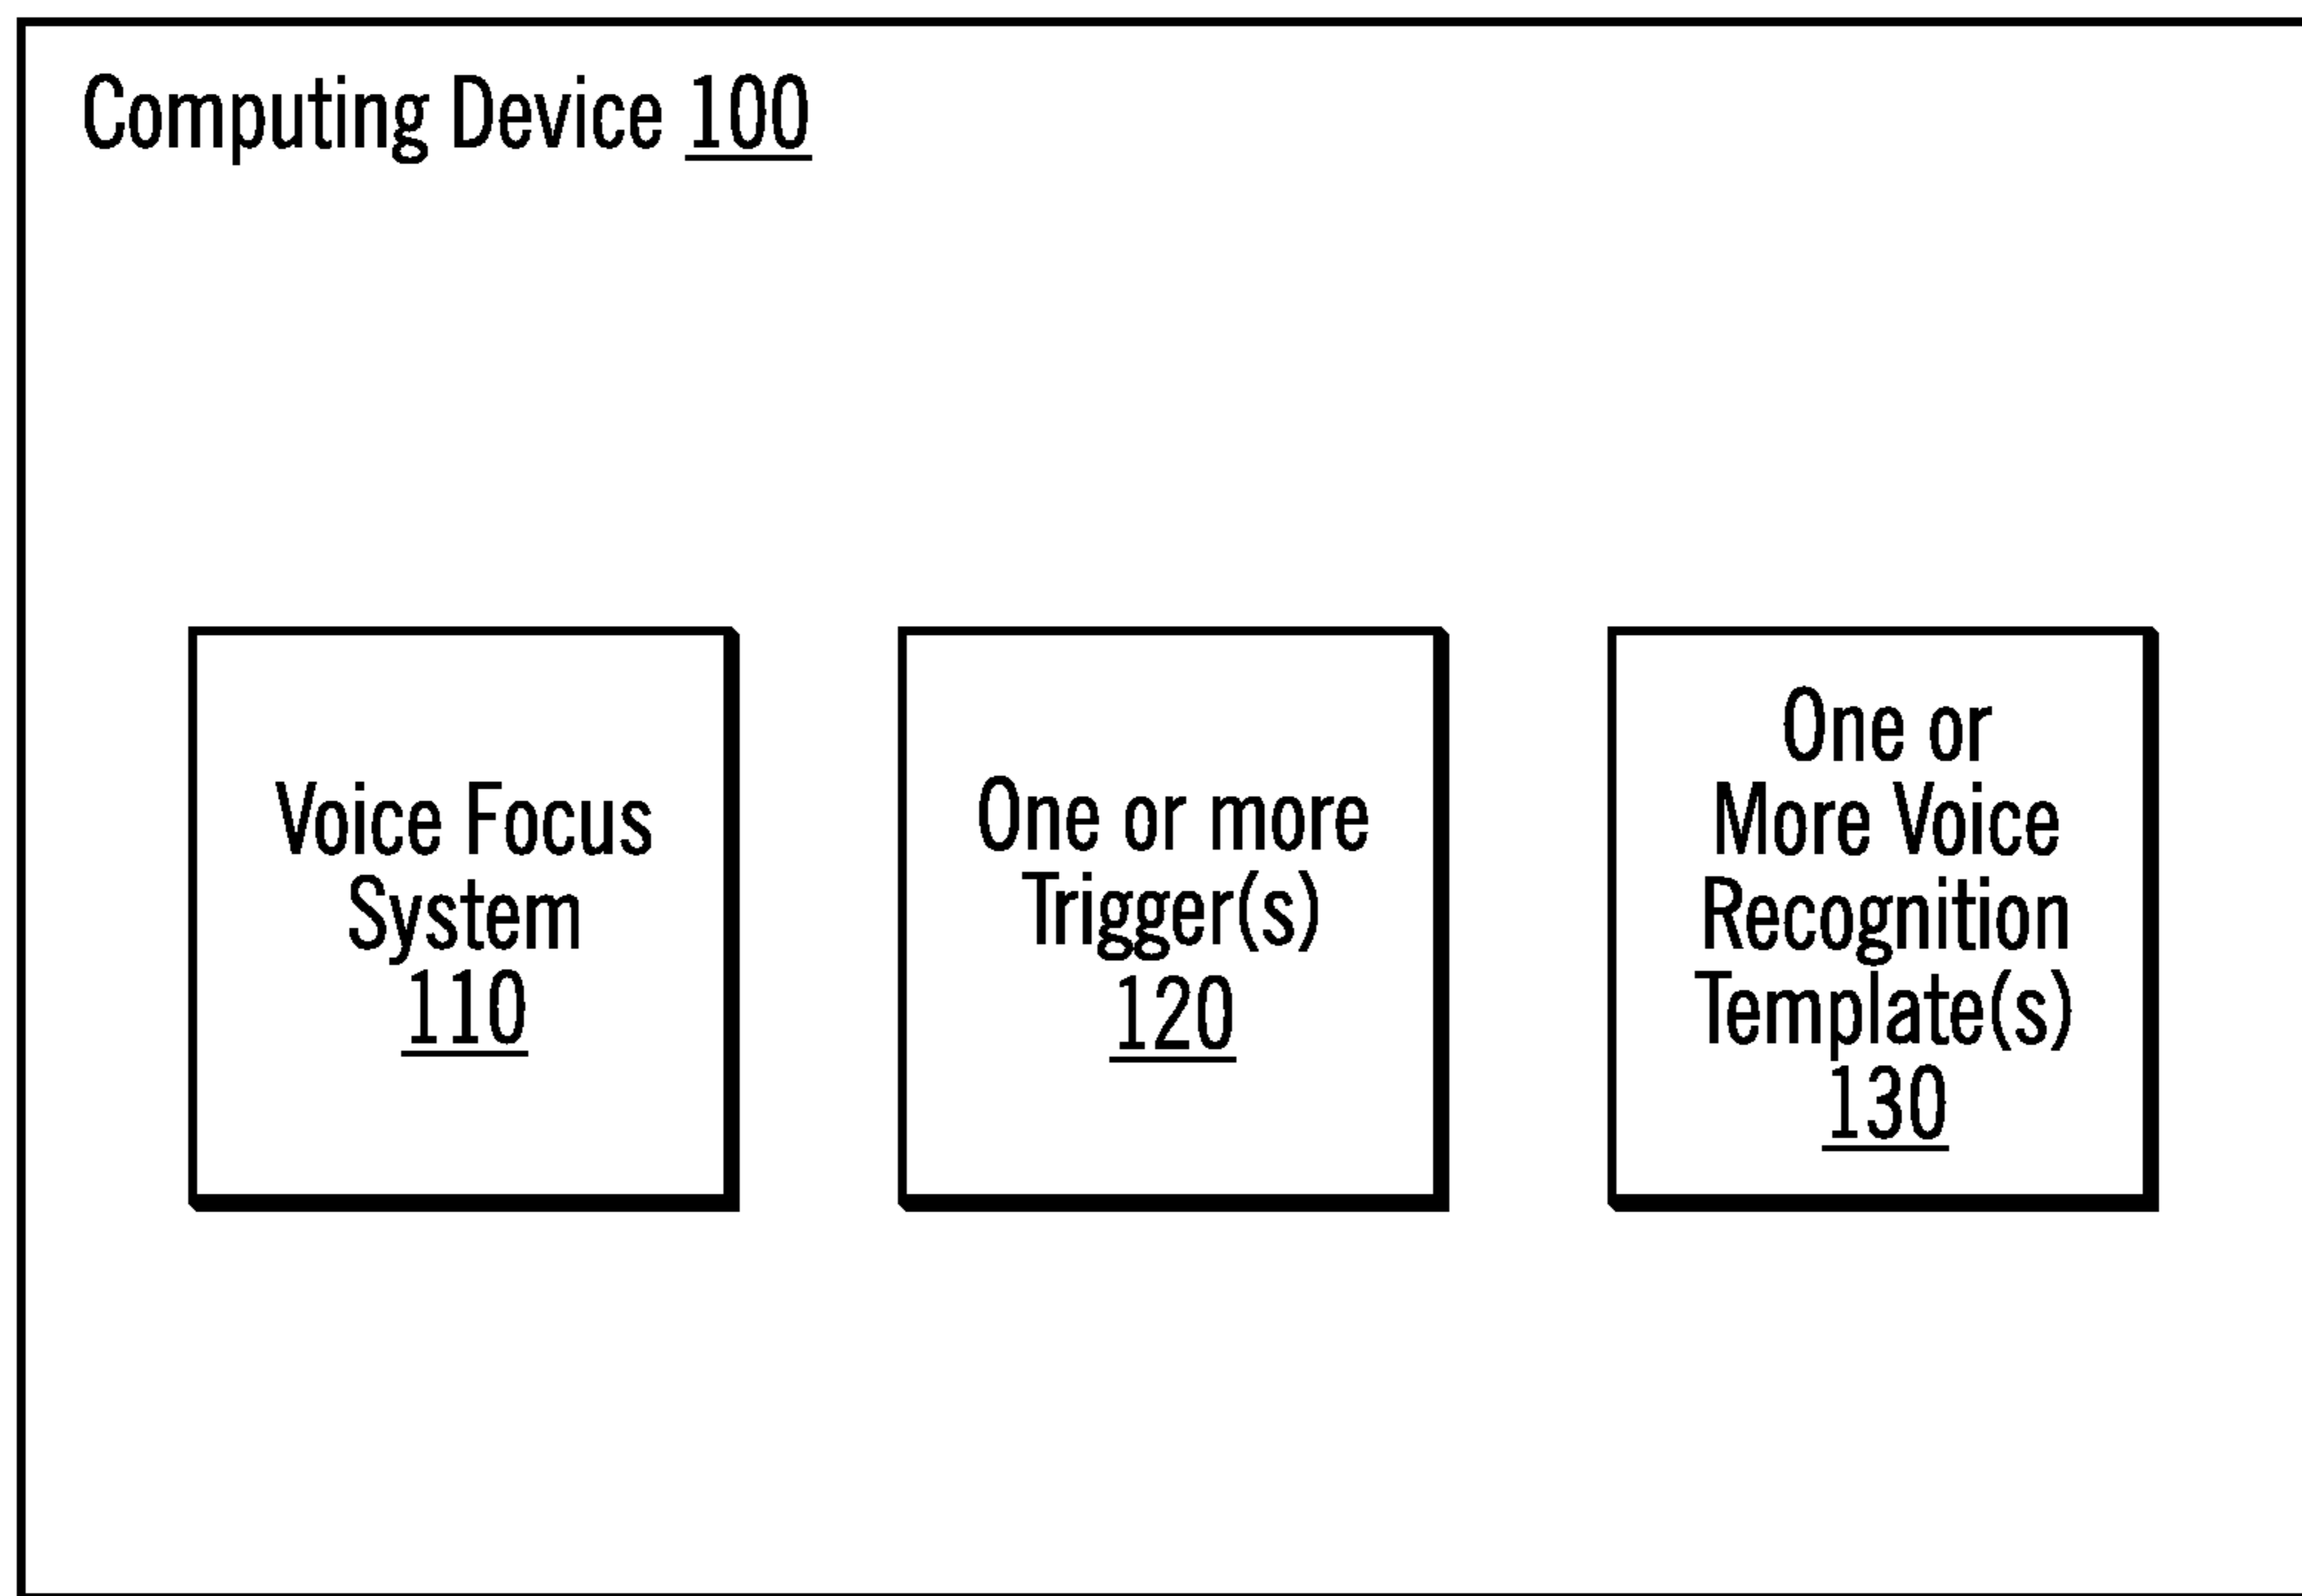 Computing Device 100
Voice Focus
System
110
One or more
Trigger(s)
120
One or
More Voice
Recognition
Template(s)
130